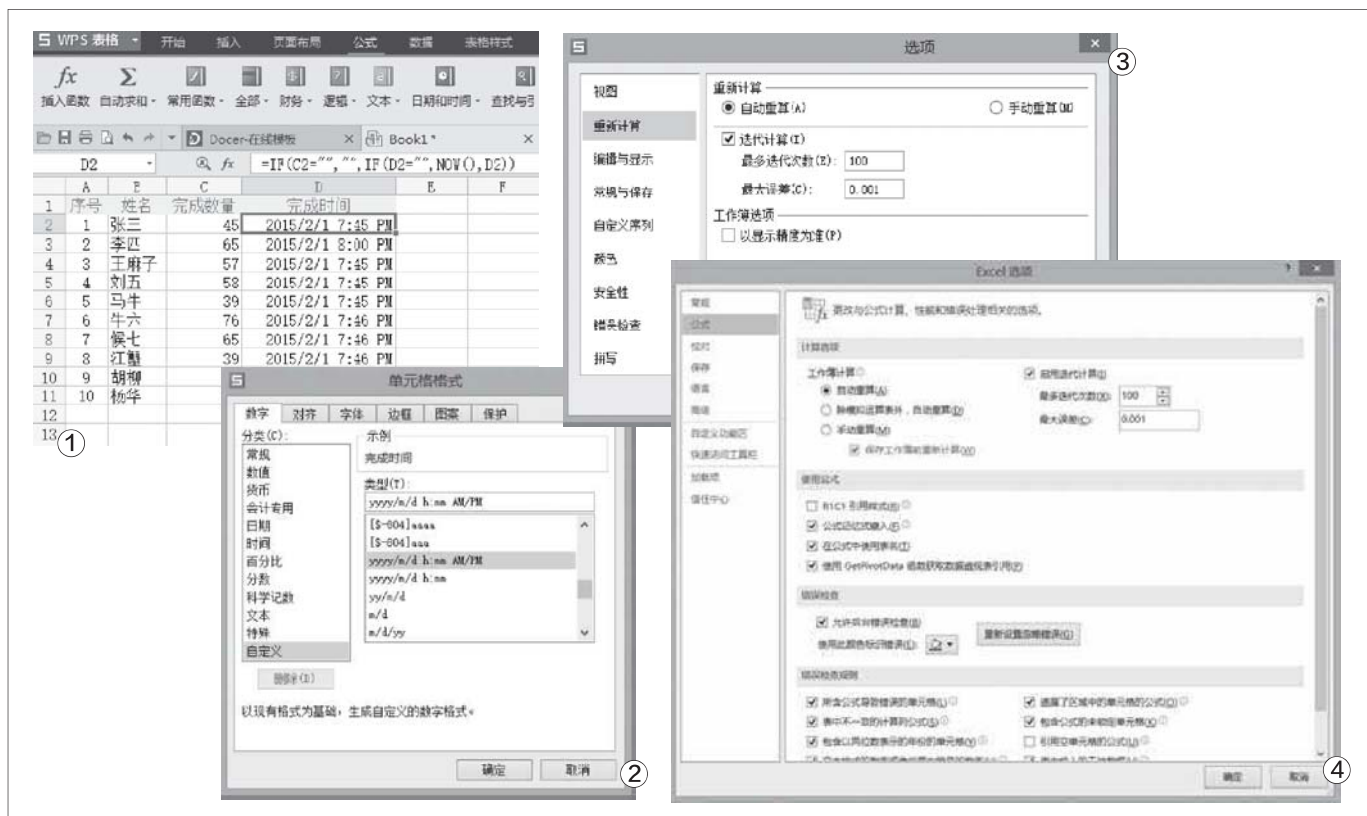 WPS 表格
开始 插入 页面布局 公式 数据 表格样式
fx Σ
插入函数 自动求和 常用函数 全部 财务 逻辑 文本 日期和时间 查找与引
Docer-在线模板 × Book1 * ×
D2 fx =IF(C2="","",IF(D2="",NOW(),D2))
A B C D E F
1 序号 姓名 完成数量 完成时间
2 1 张三 45 2015/2/1 7:45 PM
3 2 李四 65 2015/2/1 8:00 PM
4 3 王麻子 57 2015/2/1 7:45 PM
5 4 刘五 58 2015/2/1 7:45 PM
6 5 马牛 39 2015/2/1 7:45 PM
7 6 牛六 76 2015/2/1 7:46 PM
8 7 侯七 65 2015/2/1 7:46 PM
9 8 江蟹 39 2015/2/1 7:46 PM
10 9 胡柳
11 10 杨华
12
13
①
单元格格式
数字 对齐 字体 边框 图案 保护
分类(C):
常规
数值
货币
会计专用
日期
时间
百分比
分数
科学记数
文本
特殊
自定义
示例
完成时间
类型(T):
yyyy/m/d h:mm AM/PM
[$-804]aaaa
[$-804]aaa
yyyy/m/d h:mm AM/PM
yyyy/m/d h:mm
yy/m/d
m/d
m/d/yy
删除(D)
以现有格式为基础,生成自定义的数字格式。
确定 取消
②
选项
③
视图
重新计算
编辑与显示
常规与保存
自定义序列
颜色
安全性
错误检查
拼写
重新计算
自动重算(A) 手动重算(M)
迭代计算(I)
最多迭代次数(E): 100
最大误差(C): 0.001
工作簿选项
以显示精度为准(P)
Excel 选项
常规
公式
校对
保存
语言
高级
自定义功能区
快速访问工具栏
加载项
信任中心
更改与公式计算、性能和错误处理相关的选项。
计算选项
工作簿计算
自动重算(A)
除模拟运算表外,自动重算(D)
手动重算(M)
保存工作簿前重新计算(W)
启用迭代计算(I)
最多迭代次数(X): 100
最大误差(C): 0.001
使用公式
R1C1 引用样式(R)
公式记忆式键入(F)
在公式中使用表名(T)
使用 GetPivotData 函数获取数据透视表引用(P)
错误检查
允许后台错误检查(B)
使用此颜色标识错误(E): 重新设置忽略错误(G)
错误检查规则
所含公式导致错误的单元格(L)
表中不一致的计算列公式(S)
包含以两位数表示的年份的单元格(Y)
遗漏了区域中的单元格的公式(O)
包含公式的未锁定单元格(K)
引用空单元格的公式(U)
确定 取消
④